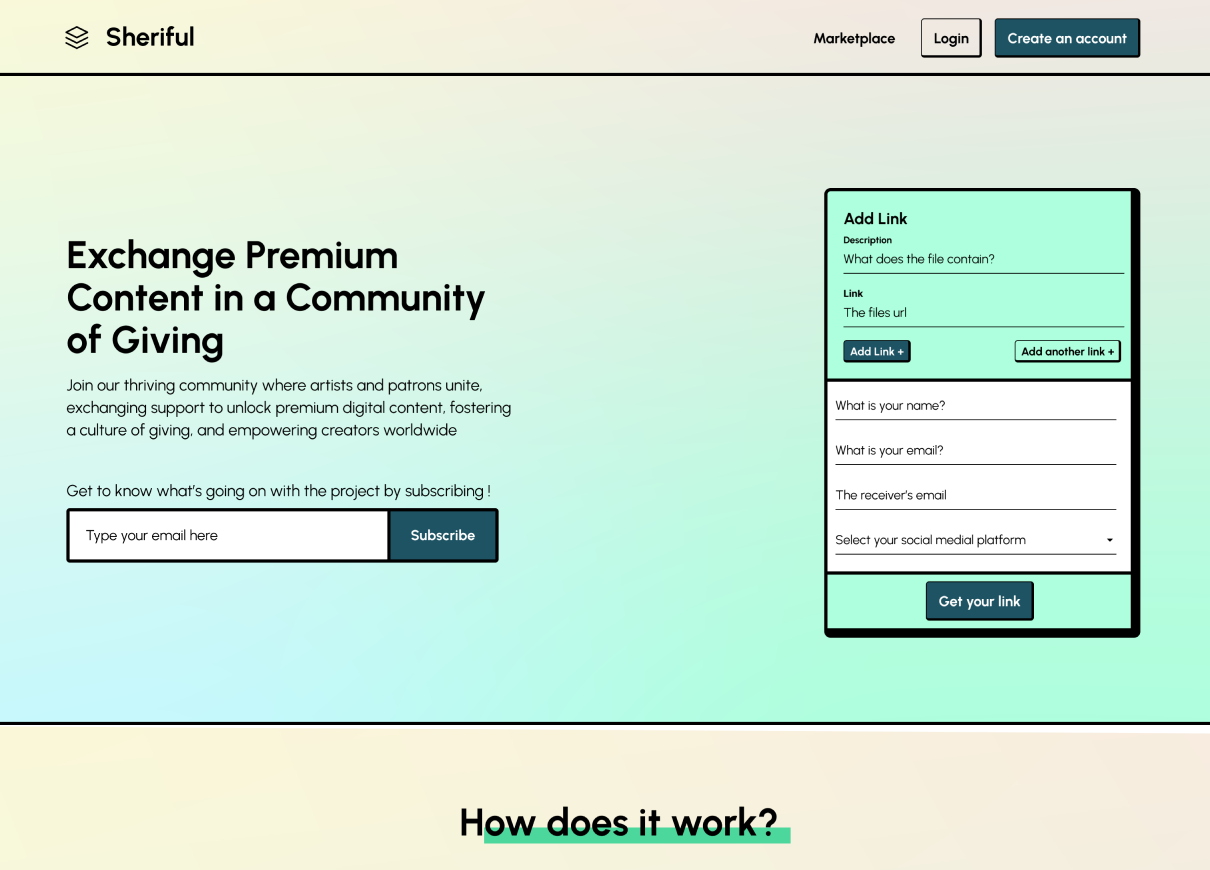 Sheriful
Marketplace
Login
Create an account
Exchange Premium
Content in a Community
of Giving
Join our thriving community where artists and patrons unite,
exchanging support to unlock premium digital content, fostering
a culture of giving, and empowering creators worldwide
Get to know what's going on with the project by subscribing !
Type your email here
Subscribe
Add Link
Description
What does the file contain?
Link
The files url
Add Link +
Add another link +
What is your name?
What is your email?
The receiver's email
Select your social medial platform
Get your link
How does it work?